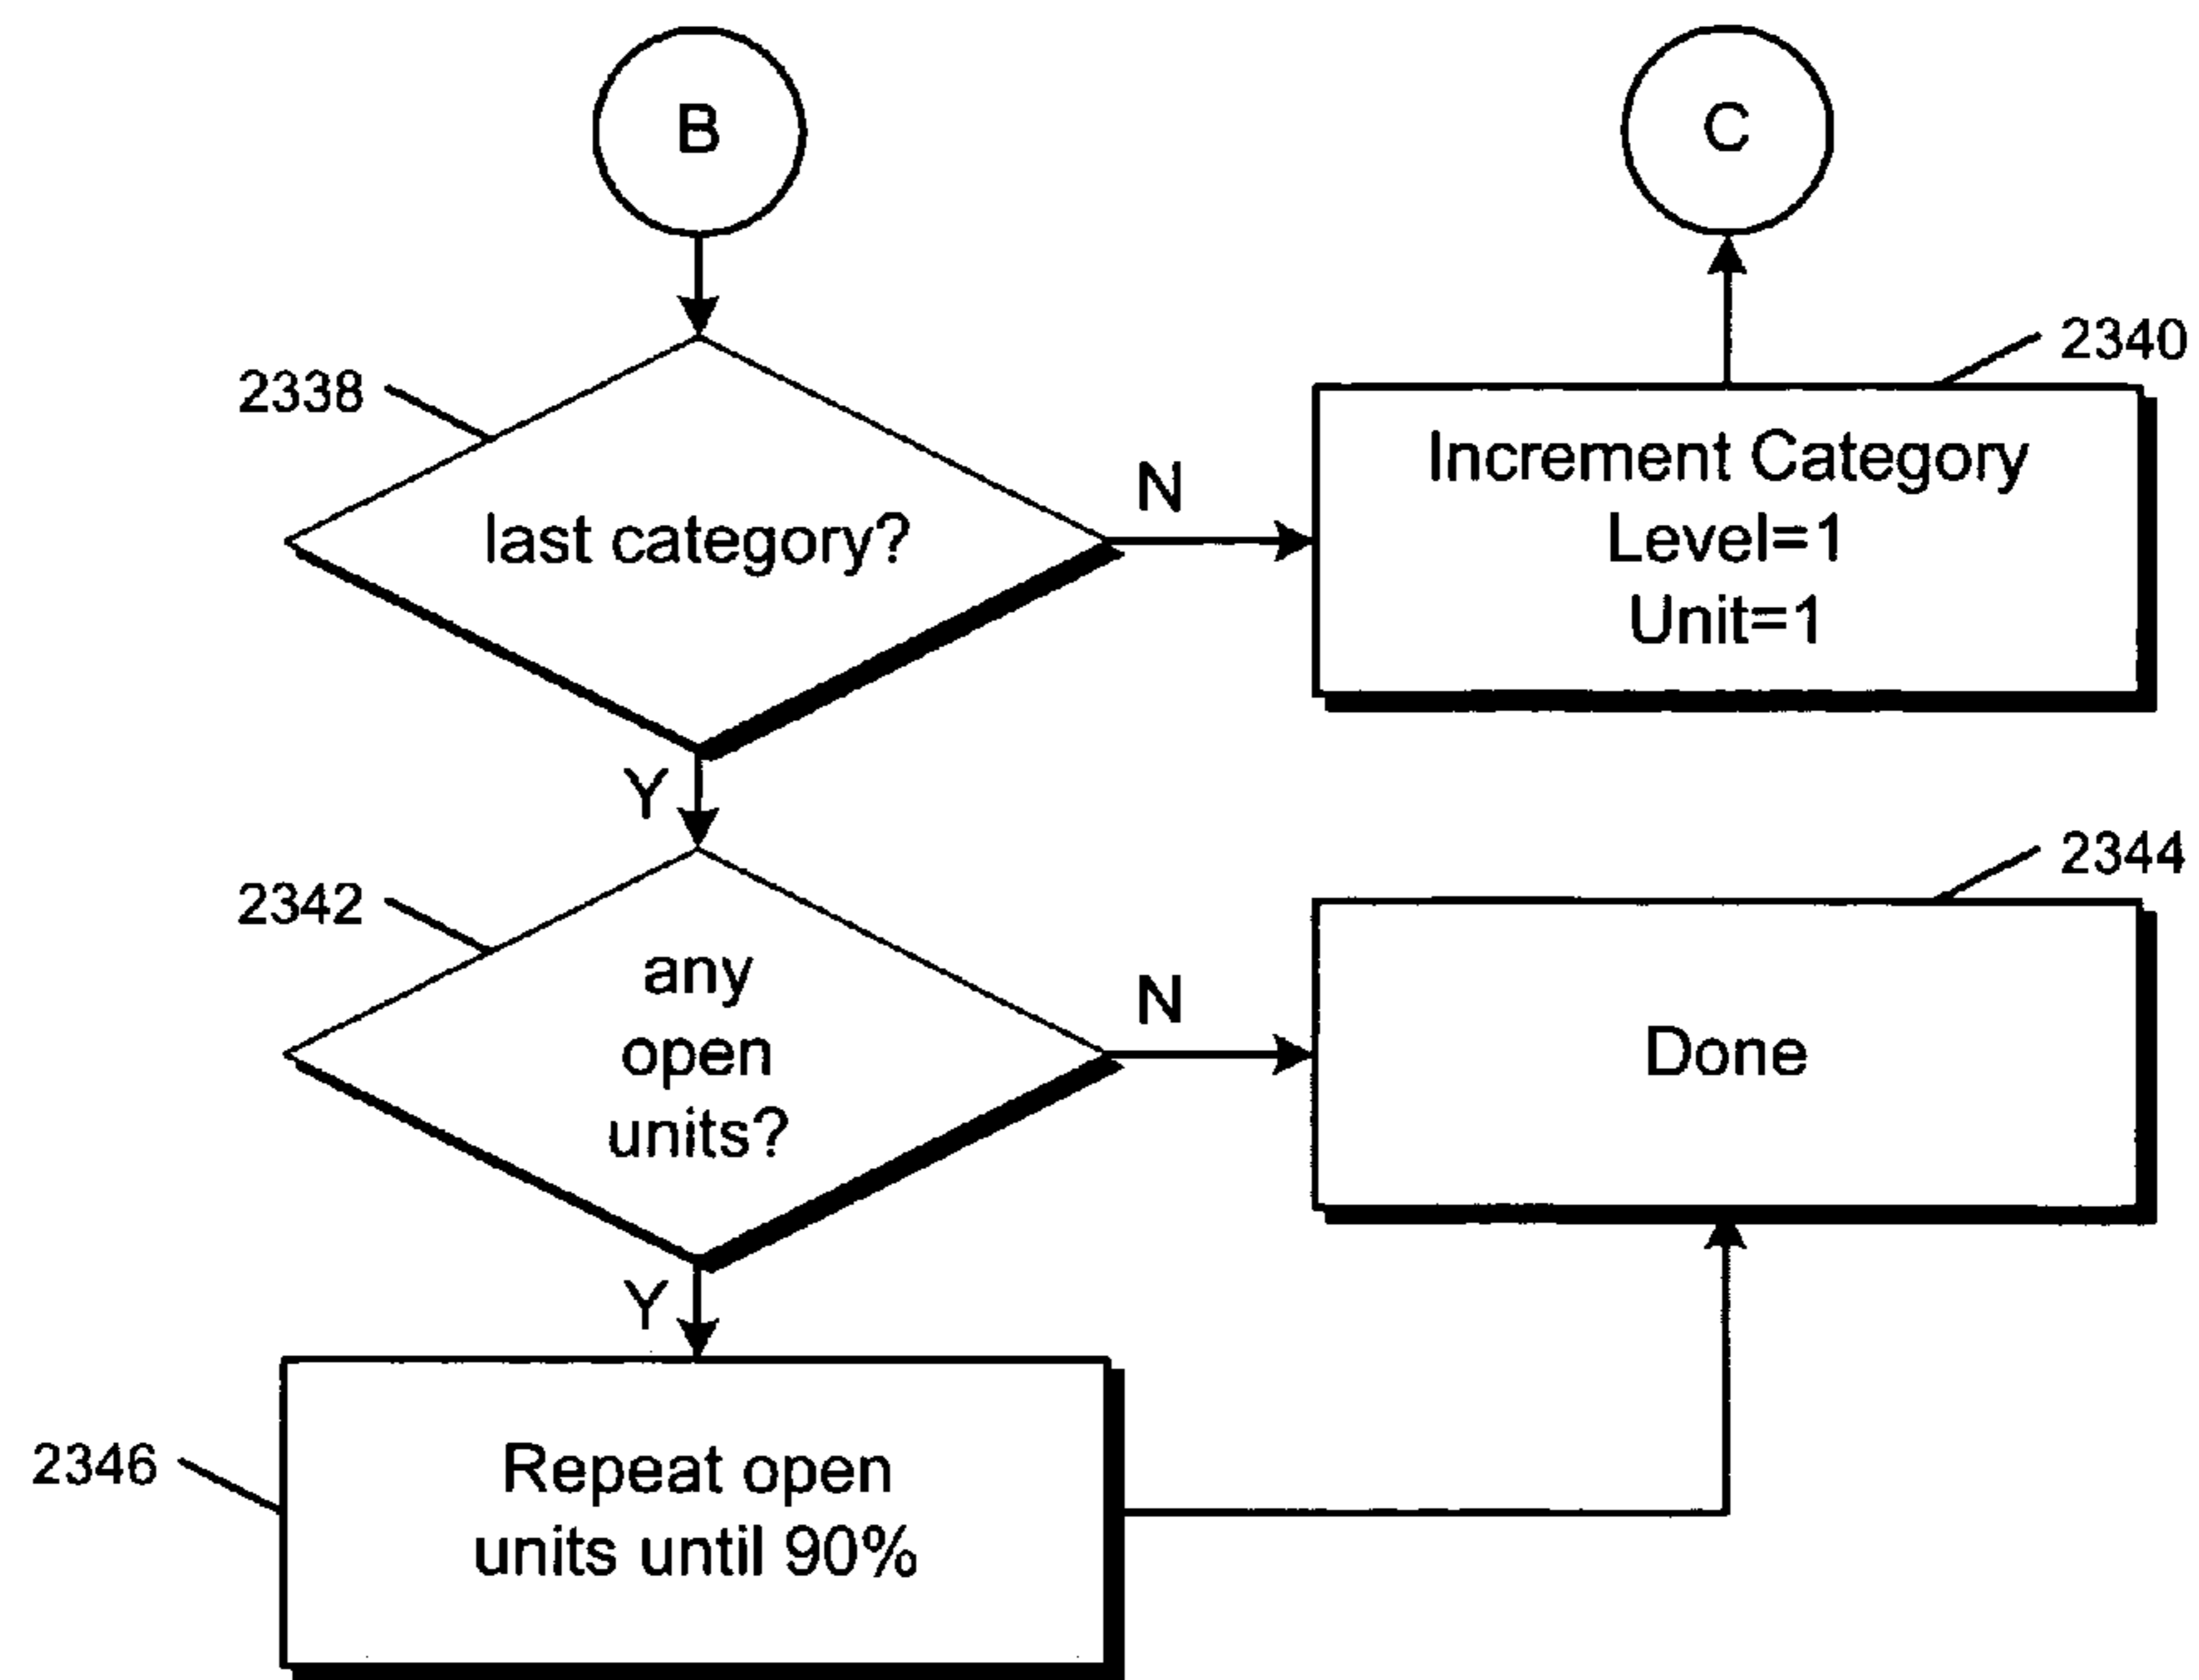 B
C
2338
2340
last category?
N
Increment Category
Level=1
Unit=1
Y
2342
2344
any
open
units?
N
Done
Y
2346
Repeat open
units until 90%